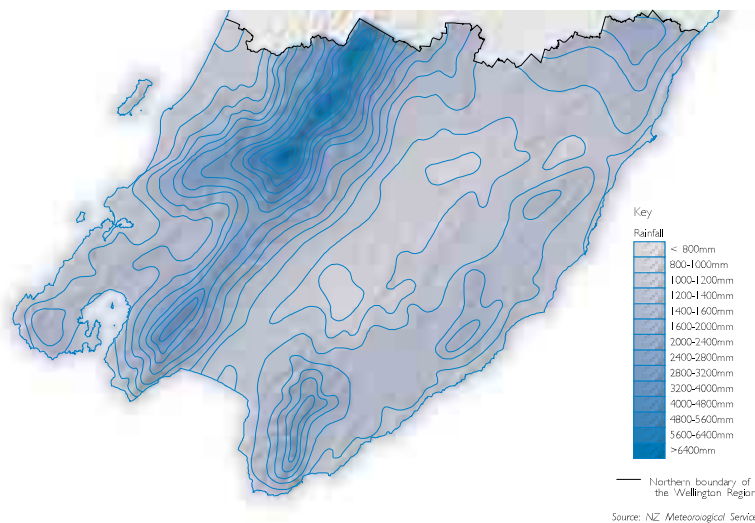 Key
Rainfall
< 800mm
800-1000mm
1000-1200mm
1200-1400mm
1400-1600mm
1600-2000mm
2000-2400mm
2400-2800mm
2800-3200mm
3200-4000mm
4000-4800mm
4800-5600mm
5600-6400mm
>6400mm
Northern boundary of
the Wellington Region
Source: NZ Meteorological Service